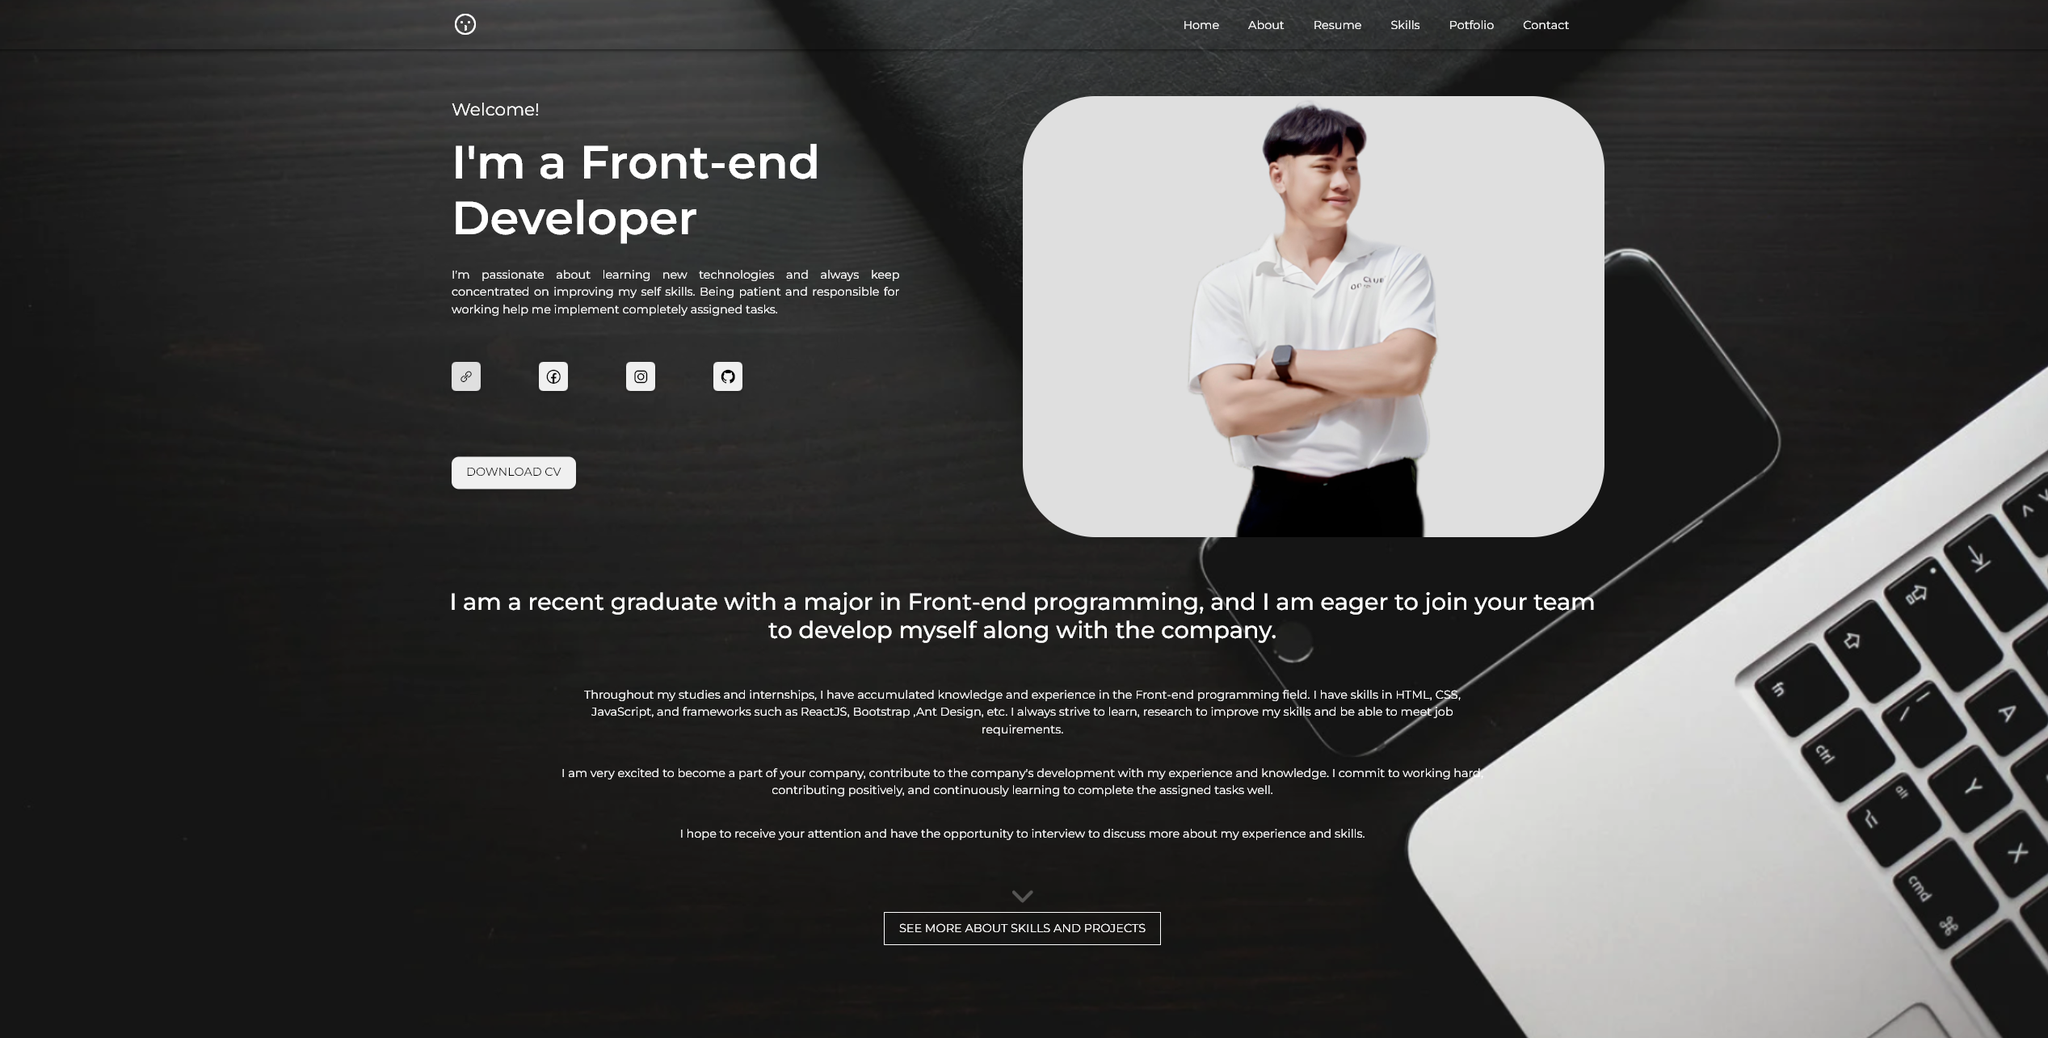 Home About Resume Skills Potfolio Contact
Welcome!
I'm a Front-end
Developer
I'm passionate about learning new technologies and always keep
concentrated on improving my self skills. Being patient and responsible for
working help me implement completely assigned tasks.
CLUB
DOWNLOAD CV
I am a recent graduate with a major in Front-end programming, and I am eager to join your team
to develop myself along with the company.
Throughout my studies and internships, I have accumulated knowledge and experience in the Front-end programming field. I have skills in HTML, CSS,
JavaScript, and frameworks such as ReactJS, Bootstrap ,Ant Design, etc. I always strive to learn, research to improve my skills and be able to meet job
requirements.
I am very excited to become a part of your company, contribute to the company's development with my experience and knowledge. I commit to working hard,
contributing positively, and continuously learning to complete the assigned tasks well.
I hope to receive your attention and have the opportunity to interview to discuss more about my experience and skills.
SEE MORE ABOUT SKILLS AND PROJECTS
fn
A
ctrl
Y
alt
X
cmd